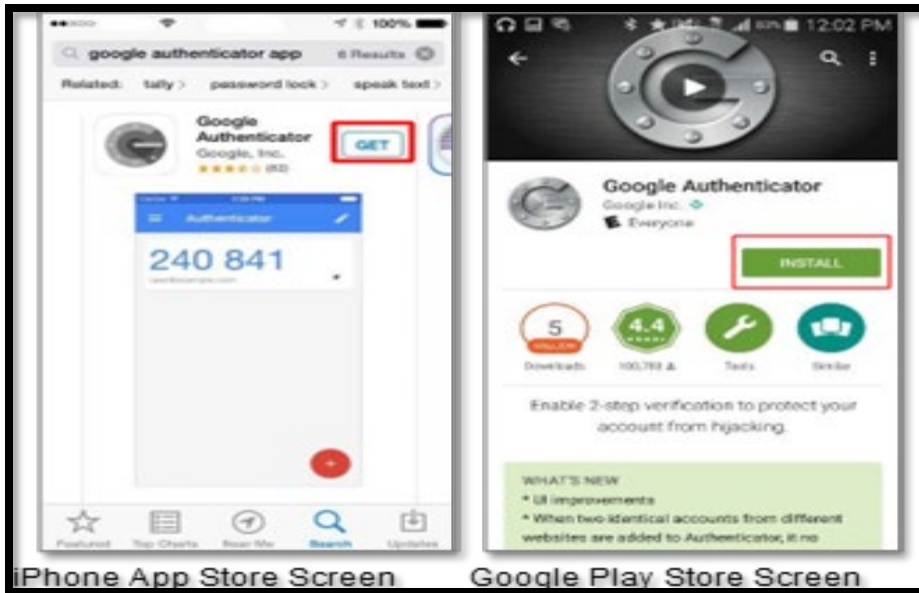 100%
google authenticator app 6 Results
Related: tally > password lock > speak text >
Google
Authenticator
Google, Inc.
GET
Authenticator
240 841
Featured Top Charts Near Me Search Updates
iPhone App Store Screen
12:02 PM
Google Authenticator
Google Inc.
Everyone
INSTALL
5
MILLION
4.4
Downloads Tools Similar
Enable 2-step verification to protect your
account from hijacking.
WHAT'S NEW
* UI improvements
* When two identical accounts from different
websites are added to Authenticator, it no
Google Play Store Screen